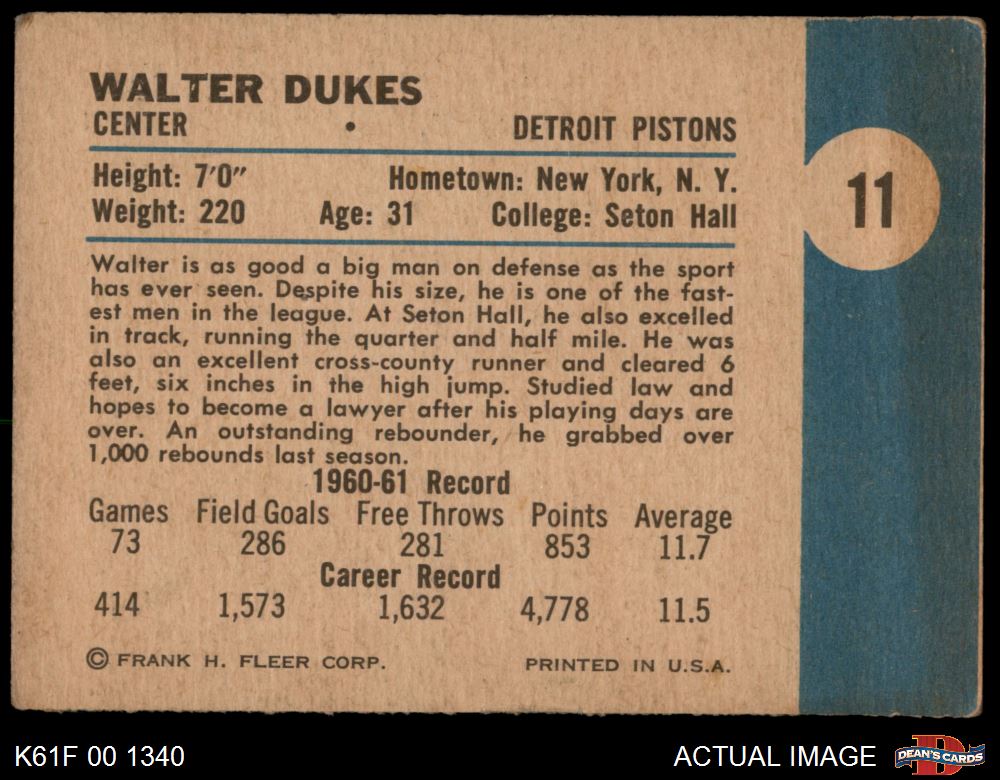 WALTER DUKES
CENTER • DETROIT PISTONS
Height: 7'0" Hometown: New York, N. Y.
Weight: 220 Age: 31 College: Seton Hall
11
Walter is as good a big man on defense as the sport
has ever seen. Despite his size, he is one of the fast-
est men in the league. At Seton Hall, he also excelled
in track, running the quarter and half mile. He was
also an excellent cross-county runner and cleared 6
feet, six inches in the high jump. Studied law and
hopes to become a lawyer after his playing days are
over. An outstanding rebounder, he grabbed over
1,000 rebounds last season.
1960-61 Record
Games Field Goals Free Throws Points Average
73 286 281 853 11.7
Career Record
414 1,573 1,632 4,778 11.5
© FRANK H. FLEER CORP. PRINTED IN U.S.A.
K61F 00 1340 ACTUAL IMAGE DEAN'S CARDS